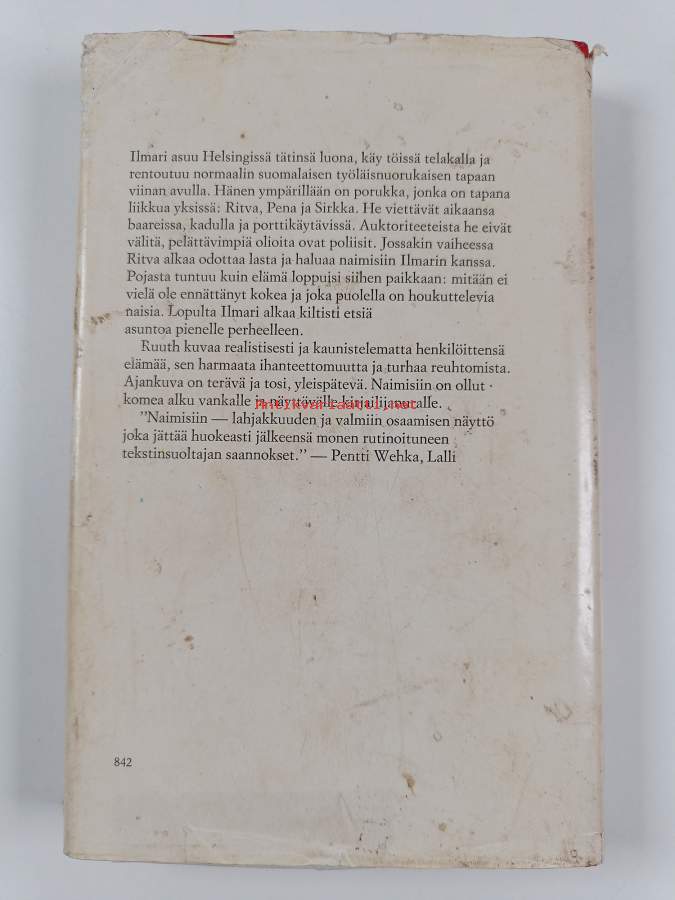 Ilmari asuu Helsingissä tätinsä luona, käy töissä telakalla ja
rentoutuu normaalin suomalaisen työläisnuorukaisen tapaan
viinan avulla. Hänen ympärillään on porukka, jonka on tapana
liikkua yksissä: Ritva, Pena ja Sirkka. He viettävät aikaansa
baareissa, kadulla ja porttikäytävissä. Auktoriteeteista he eivät
välitä, pelättävimpiä olioita ovat poliisit. Jossakin vaiheessa
Ritva alkaa odottaa lasta ja haluaa naimisiin Ilmarin kanssa.
Pojasta tuntuu kuin elämä loppuisi siihen paikkaan: mitään ei
vielä ole ennättänyt kokea ja joka puolella on houkuttelevia
naisia. Lopulta Ilmari alkaa kiltisti etsiä
asuntoa pienelle perheelleen.
Ruuth kuvaa realistisesti ja kaunistelematta henkilöittensä
elämää, sen harmaata ihanteettomuutta ja turhaa reuhtomista.
Ajankuva on terävä ja tosi, yleispätevä. Naimisiin on ollut
komea alku vankalle ja näyttävälle kirjailijanuralle.
Antikvariaatti.net
”Naimisiin — lahjakkuuden ja valmiin osaamisen näyttö
joka jättää huokeasti jälkeensä monen rutinoituneen
tekstinsuoltajan saannokset.” — Pentti Wehka, Lalli
842